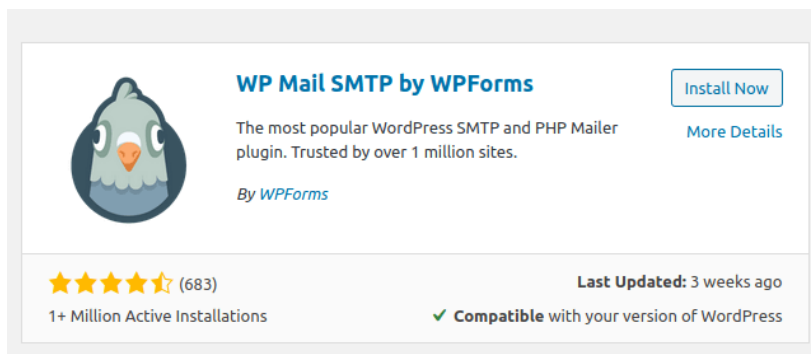 WP Mail SMTP by WPForms
Install Now
The most popular WordPress SMTP and PHP Mailer
plugin. Trusted by over 1 million sites.
More Details
By WPForms
(683)
Last Updated: 3 weeks ago
1+ Million Active Installations
Compatible with your version of WordPress